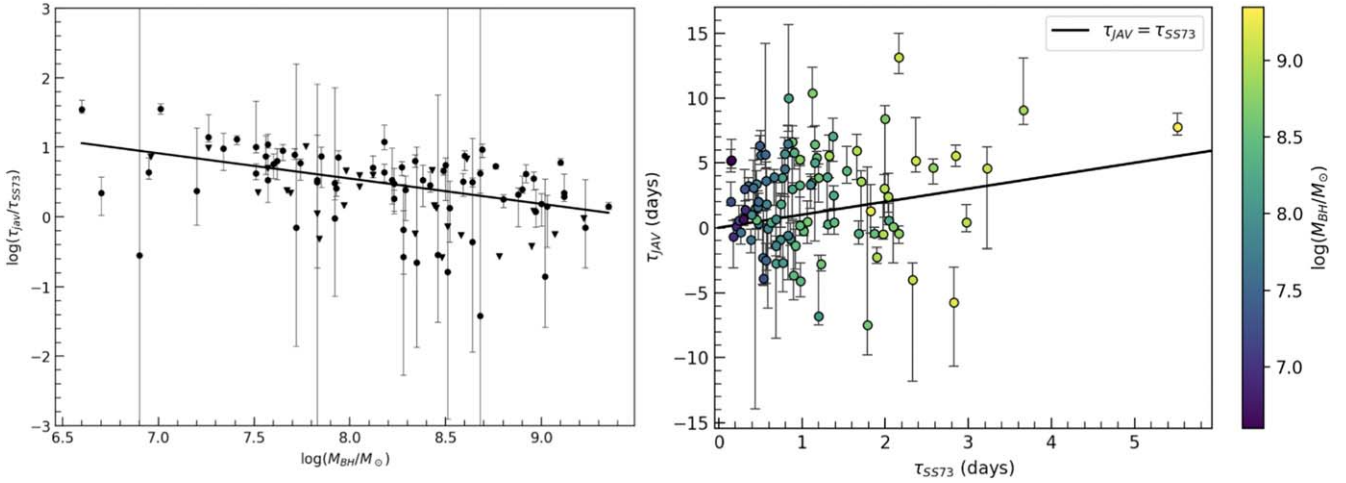 3
2
1
0
−1
−2
−3
log(τJAV/τSS73)
6.5 7.0 7.5 8.0 8.5 9.0
log(MBH/M⊙)
15
10
5
0
−5
−10
−15
τJAV (days)
τJAV = τSS73
0 1 2 3 4 5
τSS73 (days)
9.0
8.5
8.0
7.5
7.0
log(MBH/M⊙)